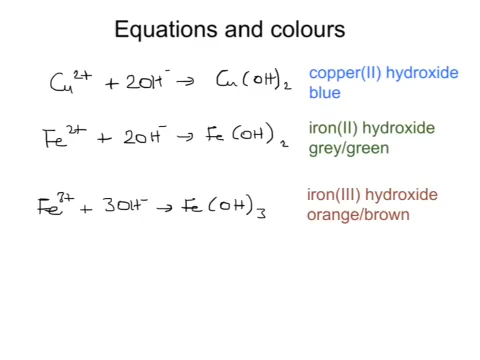 Equations and colours
Cu²⁺ + 2OH⁻ → Cu(OH)₂
copper(II) hydroxide
blue
Fe²⁺ + 2OH⁻ → Fe(OH)₂
iron(II) hydroxide
grey/green
Fe³⁺ + 3OH⁻ → Fe(OH)₃
iron(III) hydroxide
orange/brown